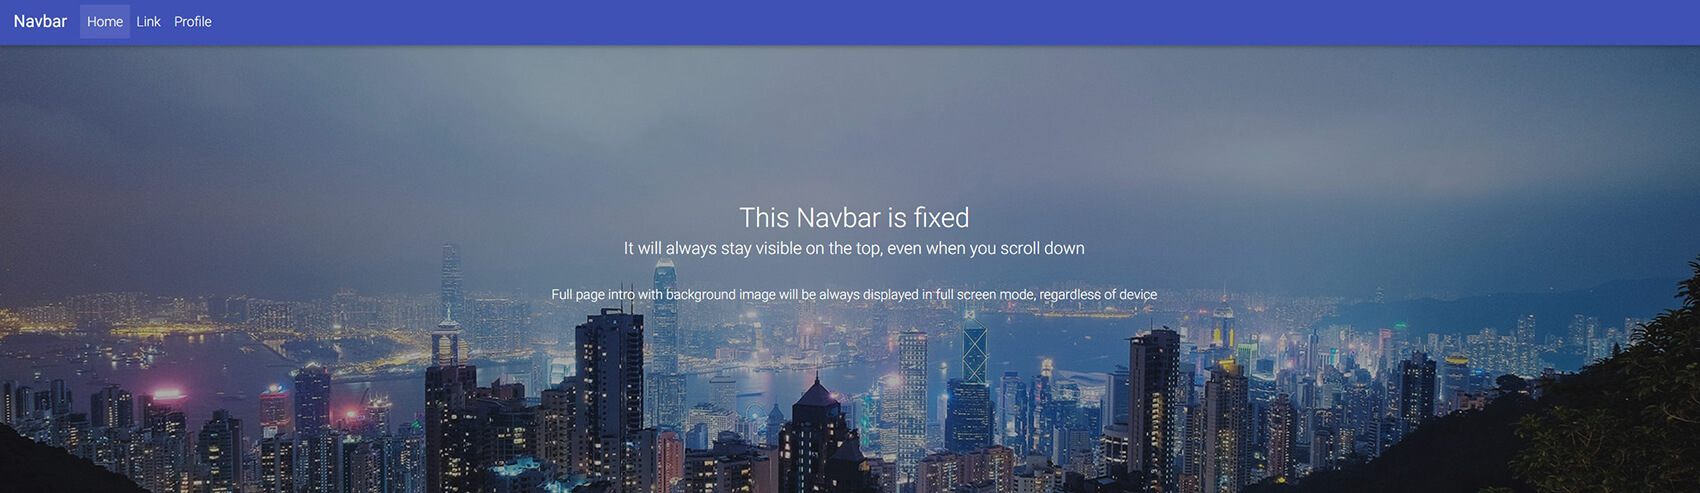 Navbar Home Link Profile
This Navbar is fixed
It will always stay visible on the top, even when you scroll down
Full page intro with background image will be always displayed in full screen mode, regardless of device